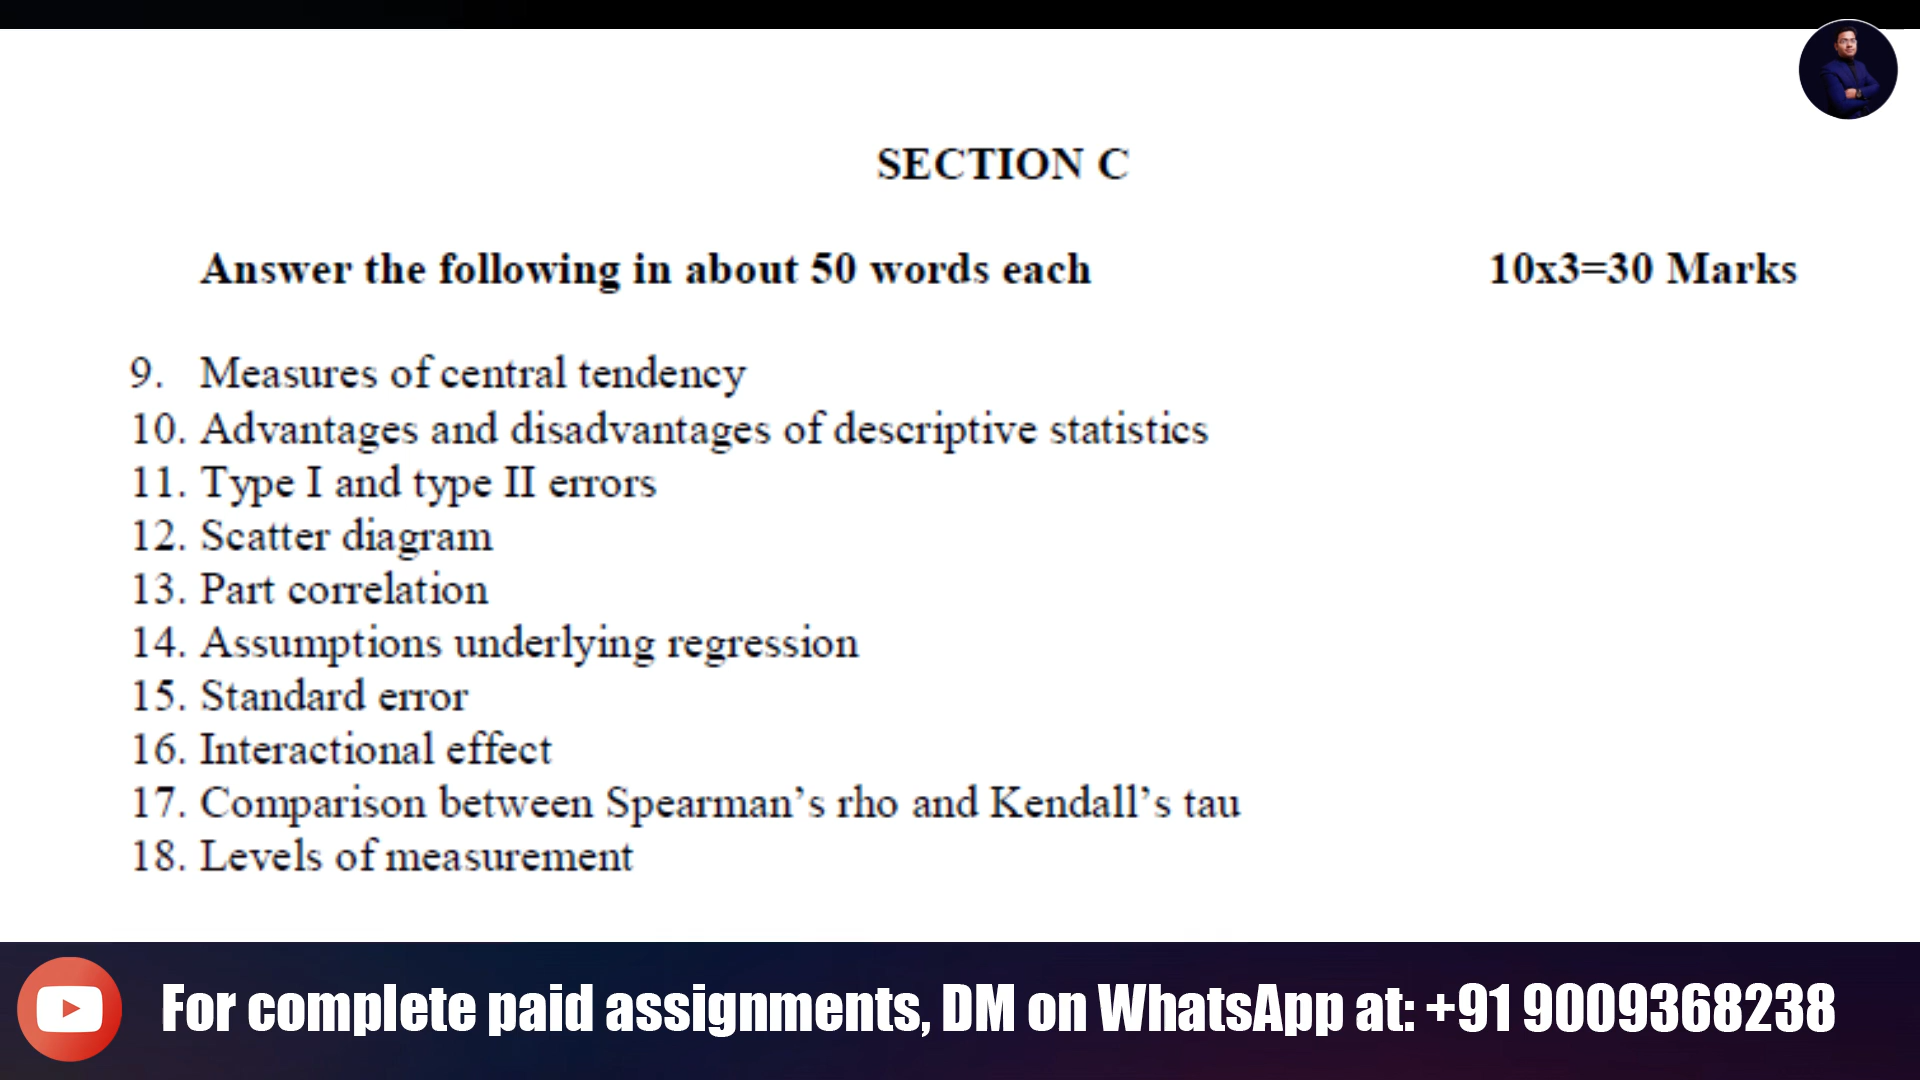 SECTION C
Answer the following in about 50 words each 10x3=30 Marks
9. Measures of central tendency
10. Advantages and disadvantages of descriptive statistics
11. Type I and type II errors
12. Scatter diagram
13. Part correlation
14. Assumptions underlying regression
15. Standard error
16. Interactional effect
17. Comparison between Spearman’s rho and Kendall’s tau
18. Levels of measurement
For complete paid assignments, DM on WhatsApp at: +91 9009368238